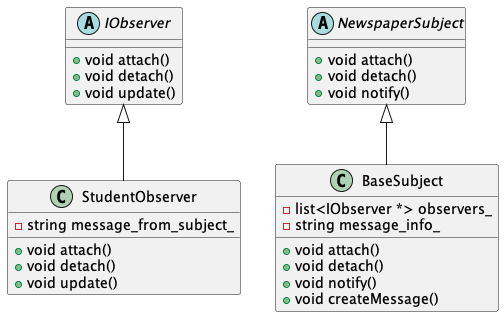 A IObserver
void attach()
void detach()
void update()
A NewspaperSubject
void attach()
void detach()
void notify()
C StudentObserver
string message_from_subject_
void attach()
void detach()
void update()
C BaseSubject
list<IObserver *> observers_
string message_info_
void attach()
void detach()
void notify()
void createMessage()